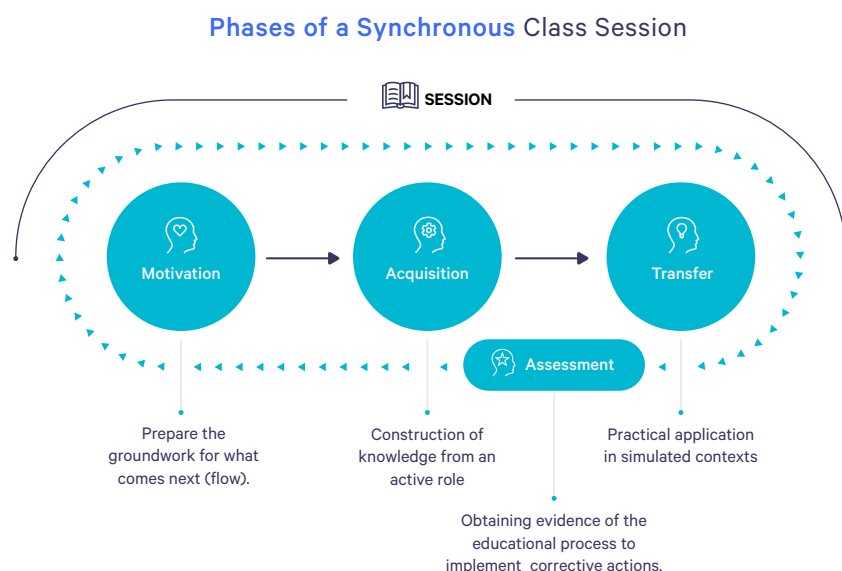 Phases of a Synchronous Class Session
SESSION
Motivation
Acquisition
Transfer
Assessment
Prepare the
groundwork for what
comes next (flow).
Construction of
knowledge from an
active role
Practical application
in simulated contexts
Obtaining evidence of the
educational process to
implement corrective actions.